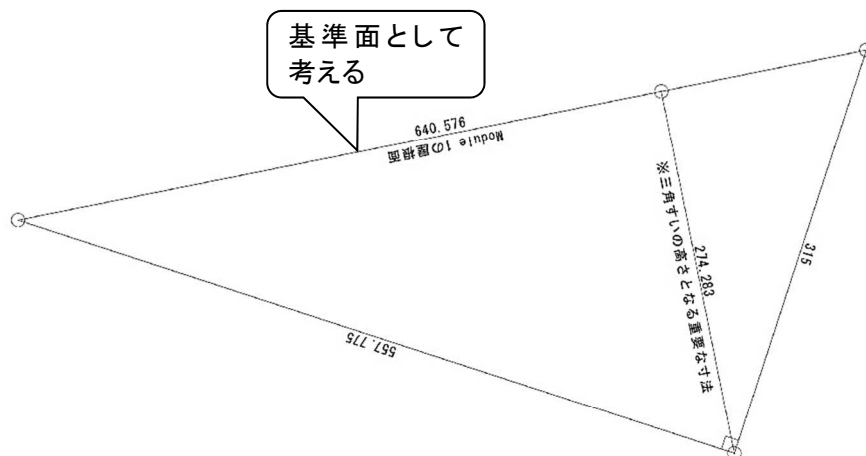 基準面として
考える
640.576
Module 1の屋根面
※三角すいの高さとなる重要な寸法
274.283
315
557.775